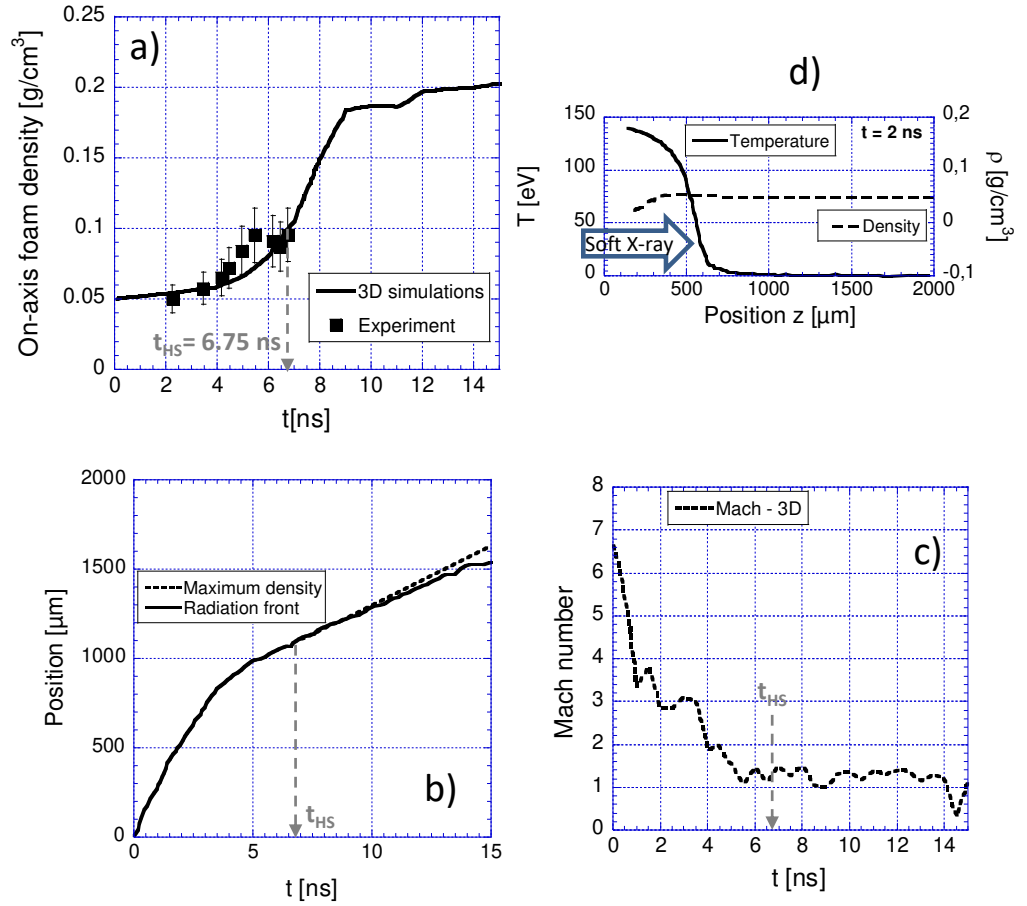 a)
On-axis foam density [g/cm³]
0.25
0.2
0.15
0.1
0.05
0
3D simulations
Experiment
t_HS= 6.75 ns
0 2 4 6 8 10 12 14
t[ns]
d)
150
100
75
50
25
0
T [eV]
Temperature
t = 2 ns
Density
Soft X-ray
0,2
0,1
0
-0,1
ρ [g/cm³]
0 500 1000 1500 2000
Position z [µm]
2000
1500
1000
500
0
Position [µm]
Maximum density
Radiation front
b)
t_HS
0 5 10 15
t [ns]
8
7
6
5
4
3
2
1
0
Mach number
Mach - 3D
c)
t_HS
0 2 4 6 8 10 12 14
t [ns]